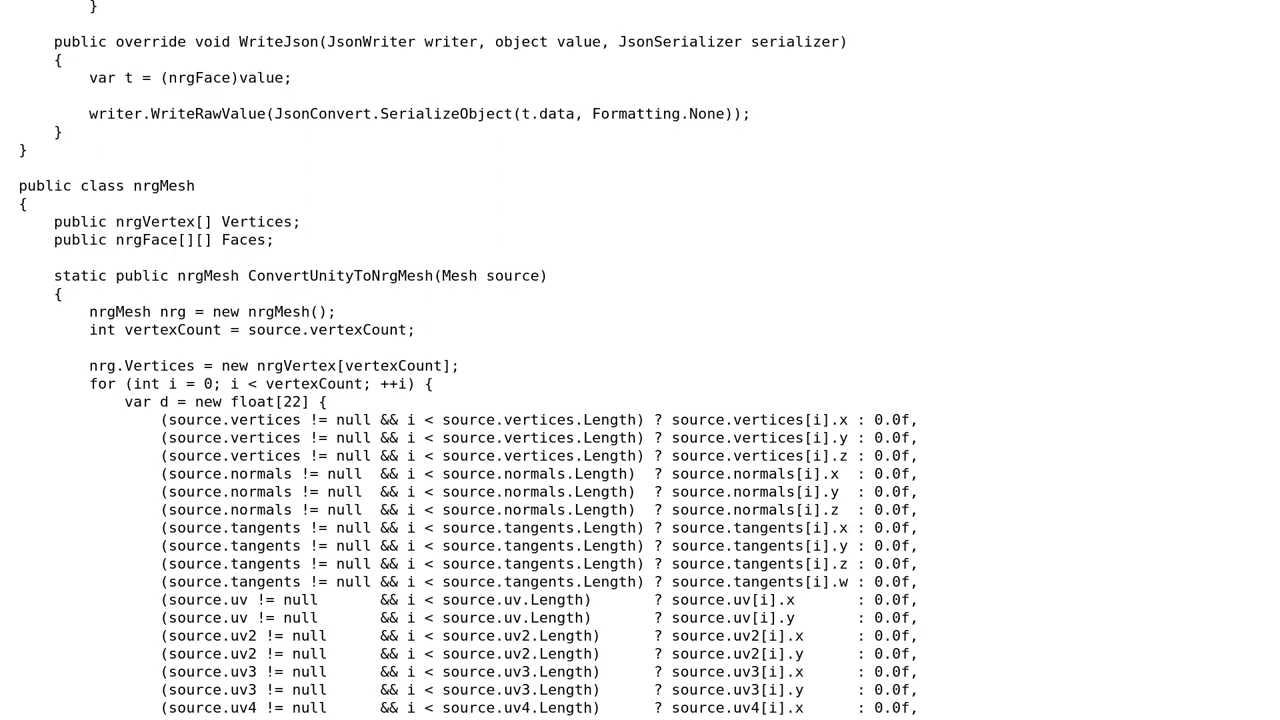 }

    public override void WriteJson(JsonWriter writer, object value, JsonSerializer serializer)
    {
        var t = (nrgFace)value;

        writer.WriteRawValue(JsonConvert.SerializeObject(t.data, Formatting.None));
    }
}

public class nrgMesh
{
    public nrgVertex[] Vertices;
    public nrgFace[][] Faces;

    static public nrgMesh ConvertUnityToNrgMesh(Mesh source)
    {
        nrgMesh nrg = new nrgMesh();
        int vertexCount = source.vertexCount;

        nrg.Vertices = new nrgVertex[vertexCount];
        for (int i = 0; i < vertexCount; ++i) {
            var d = new float[22] {
                (source.vertices != null && i < source.vertices.Length) ? source.vertices[i].x : 0.0f,
                (source.vertices != null && i < source.vertices.Length) ? source.vertices[i].y : 0.0f,
                (source.vertices != null && i < source.vertices.Length) ? source.vertices[i].z : 0.0f,
                (source.normals != null  && i < source.normals.Length)  ? source.normals[i].x  : 0.0f,
                (source.normals != null  && i < source.normals.Length)  ? source.normals[i].y  : 0.0f,
                (source.normals != null  && i < source.normals.Length)  ? source.normals[i].z  : 0.0f,
                (source.tangents != null && i < source.tangents.Length) ? source.tangents[i].x : 0.0f,
                (source.tangents != null && i < source.tangents.Length) ? source.tangents[i].y : 0.0f,
                (source.tangents != null && i < source.tangents.Length) ? source.tangents[i].z : 0.0f,
                (source.tangents != null && i < source.tangents.Length) ? source.tangents[i].w : 0.0f,
                (source.uv != null       && i < source.uv.Length)       ? source.uv[i].x       : 0.0f,
                (source.uv != null       && i < source.uv.Length)       ? source.uv[i].y       : 0.0f,
                (source.uv2 != null      && i < source.uv2.Length)      ? source.uv2[i].x      : 0.0f,
                (source.uv2 != null      && i < source.uv2.Length)      ? source.uv2[i].y      : 0.0f,
                (source.uv3 != null      && i < source.uv3.Length)      ? source.uv3[i].x      : 0.0f,
                (source.uv3 != null      && i < source.uv3.Length)      ? source.uv3[i].y      : 0.0f,
                (source.uv4 != null      && i < source.uv4.Length)      ? source.uv4[i].x      : 0.0f,